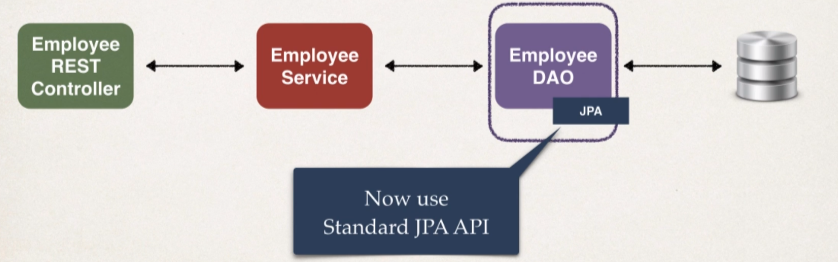 Employee
REST
Controller
Employee
Service
Employee
DAO
JPA
Now use
Standard JPA API